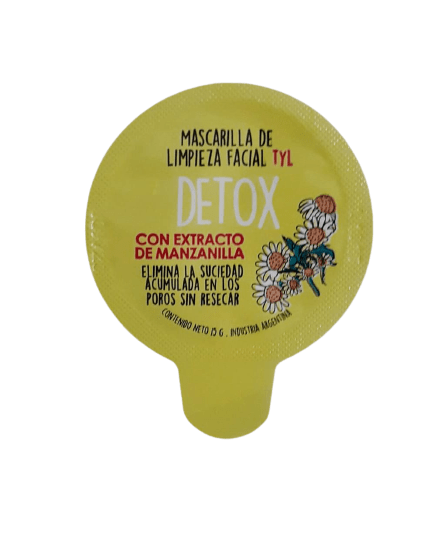 MASCARILLA DE
LIMPIEZA FACIAL TYL
DETOX
CON EXTRACTO
DE MANZANILLA
ELIMINA LA SUCIEDAD
ACUMULADA EN LOS
POROS SIN RESECAR
CONTENIDO NETO 15 G . INDUSTRIA ARGENTINA